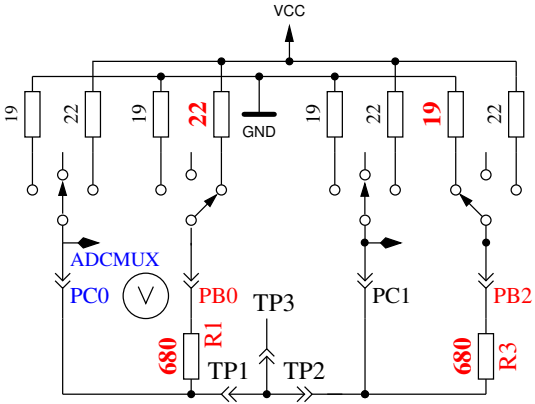 VCC
19
22
19
22
GND
19
22
19
22
ADCMUX
PC0
V
PB0
PC1
PB2
TP3
680
R1
TP1
TP2
680
R3